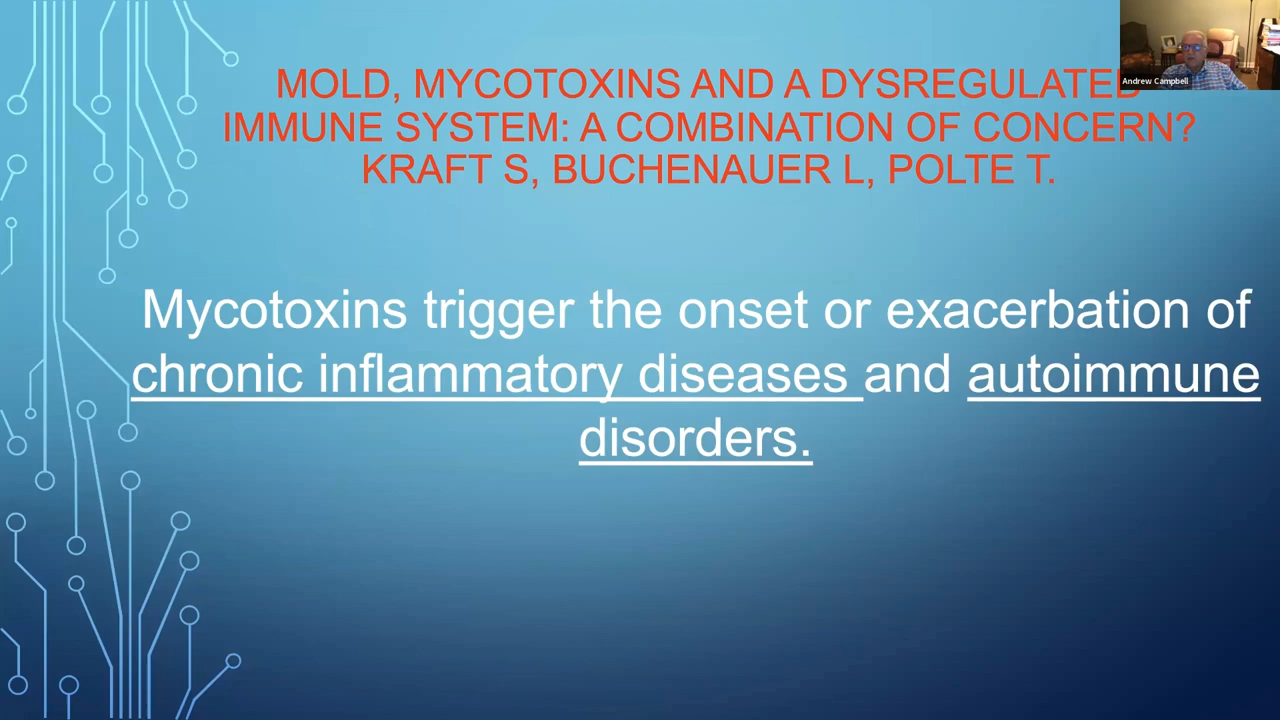 MOLD, MYCOTOXINS AND A DYSREGULATED
IMMUNE SYSTEM: A COMBINATION OF CONCERN?
KRAFT S, BUCHENAUER L, POLTE T.
Andrew Campbell
Mycotoxins trigger the onset or exacerbation of
chronic inflammatory diseases and autoimmune
disorders.